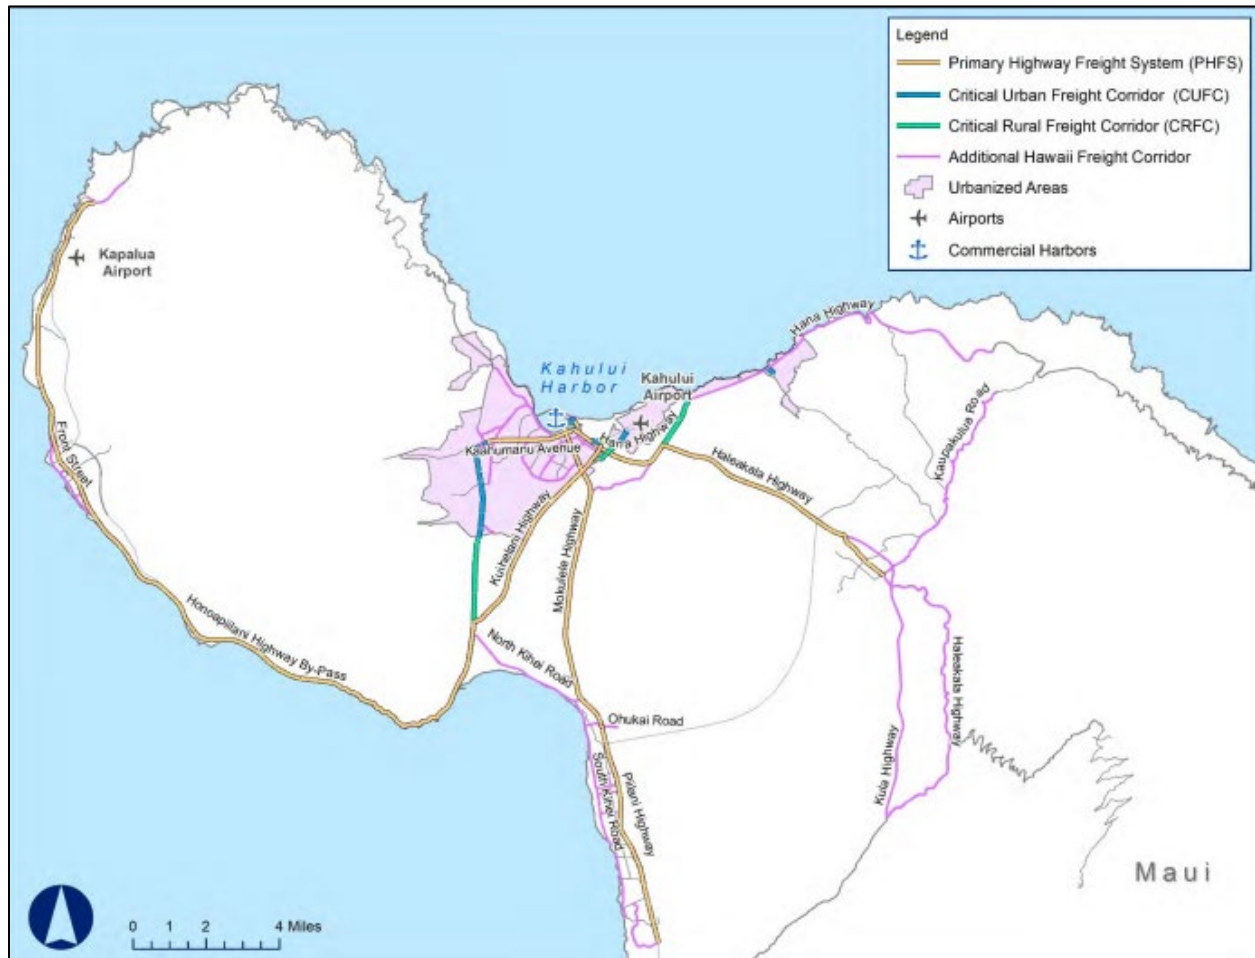 Legend
Primary Highway Freight System (PHFS)
Critical Urban Freight Corridor (CUFC)
Critical Rural Freight Corridor (CRFC)
Additional Hawaii Freight Corridor
Urbanized Areas
Airports
Commercial Harbors
Kapalua
Airport
Hana Highway
Kahului
Harbor
Kahului
Airport
Hana Highway
Kaahumanu Avenue
Front Street
Haleakala Highway
Kaupakulua Road
Kuihelani Highway
Mokulele Highway
Honoapiilani Highway By-Pass
North Kihei Road
Ohukai Road
South Kihei Road
Piilani Highway
Kula Highway
Haleakala Highway
Maui
0 1 2 4 Miles